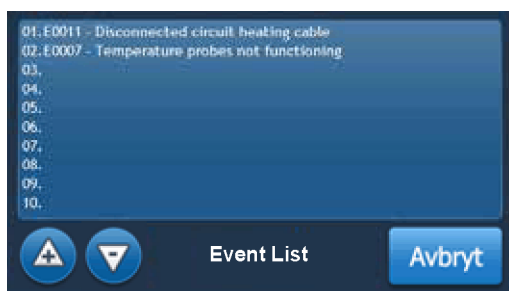 01.E0011 - Disconnected circuit heating cable
02.E0007 - Temperature probes not functioning
03.
04.
05.
06.
07.
08.
09.
10.
+ - Event List Avbryt